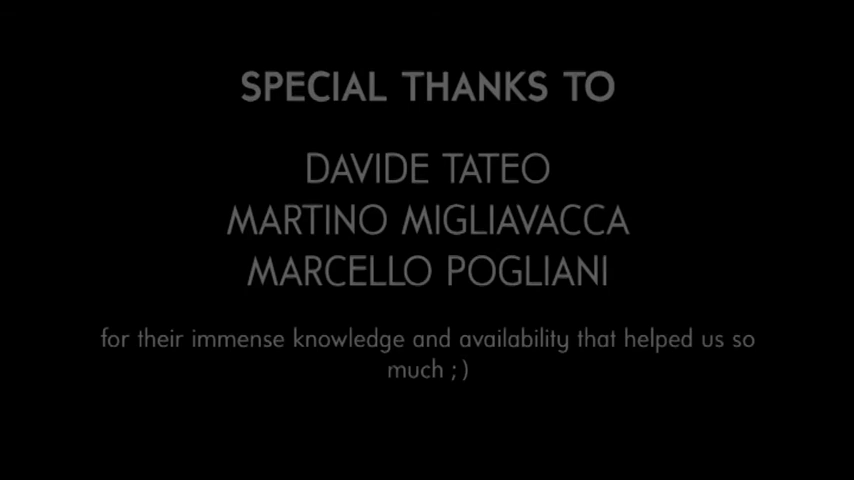 SPECIAL THANKS TO
DAVIDE TATEO
MARTINO MIGLIAVACCA
MARCELLO POGLIANI
for their immense knowledge and availability that helped us so
much ; )